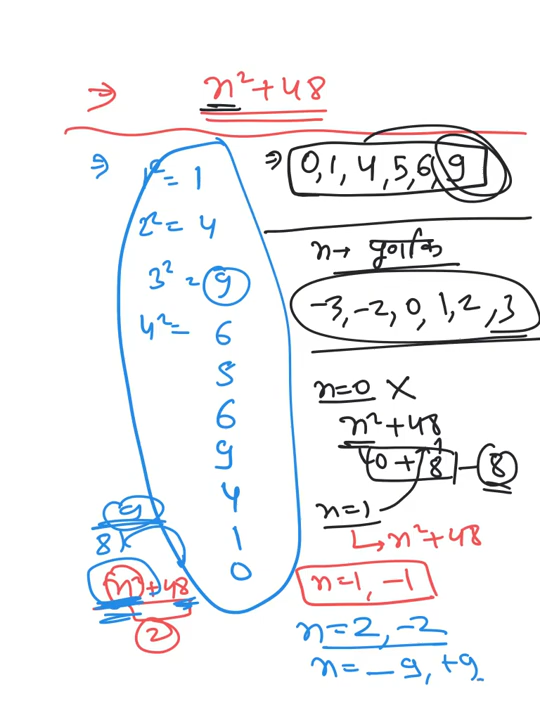 ⇒ n² + 48
⇒ 1² = 1
2² = 4
3² = 9
4² = 6
5
6
9
4
1
0
9
8
n² + 48
2
⇒ 0, 1, 4, 5, 6, 9
n → पूर्णांक
-3, -2, 0, 1, 2, 3
n=0 X
n² + 48
0 + 8 - 8
n=1
↳ n² + 48
n=1, -1
n=2, -2
n= -9, +9